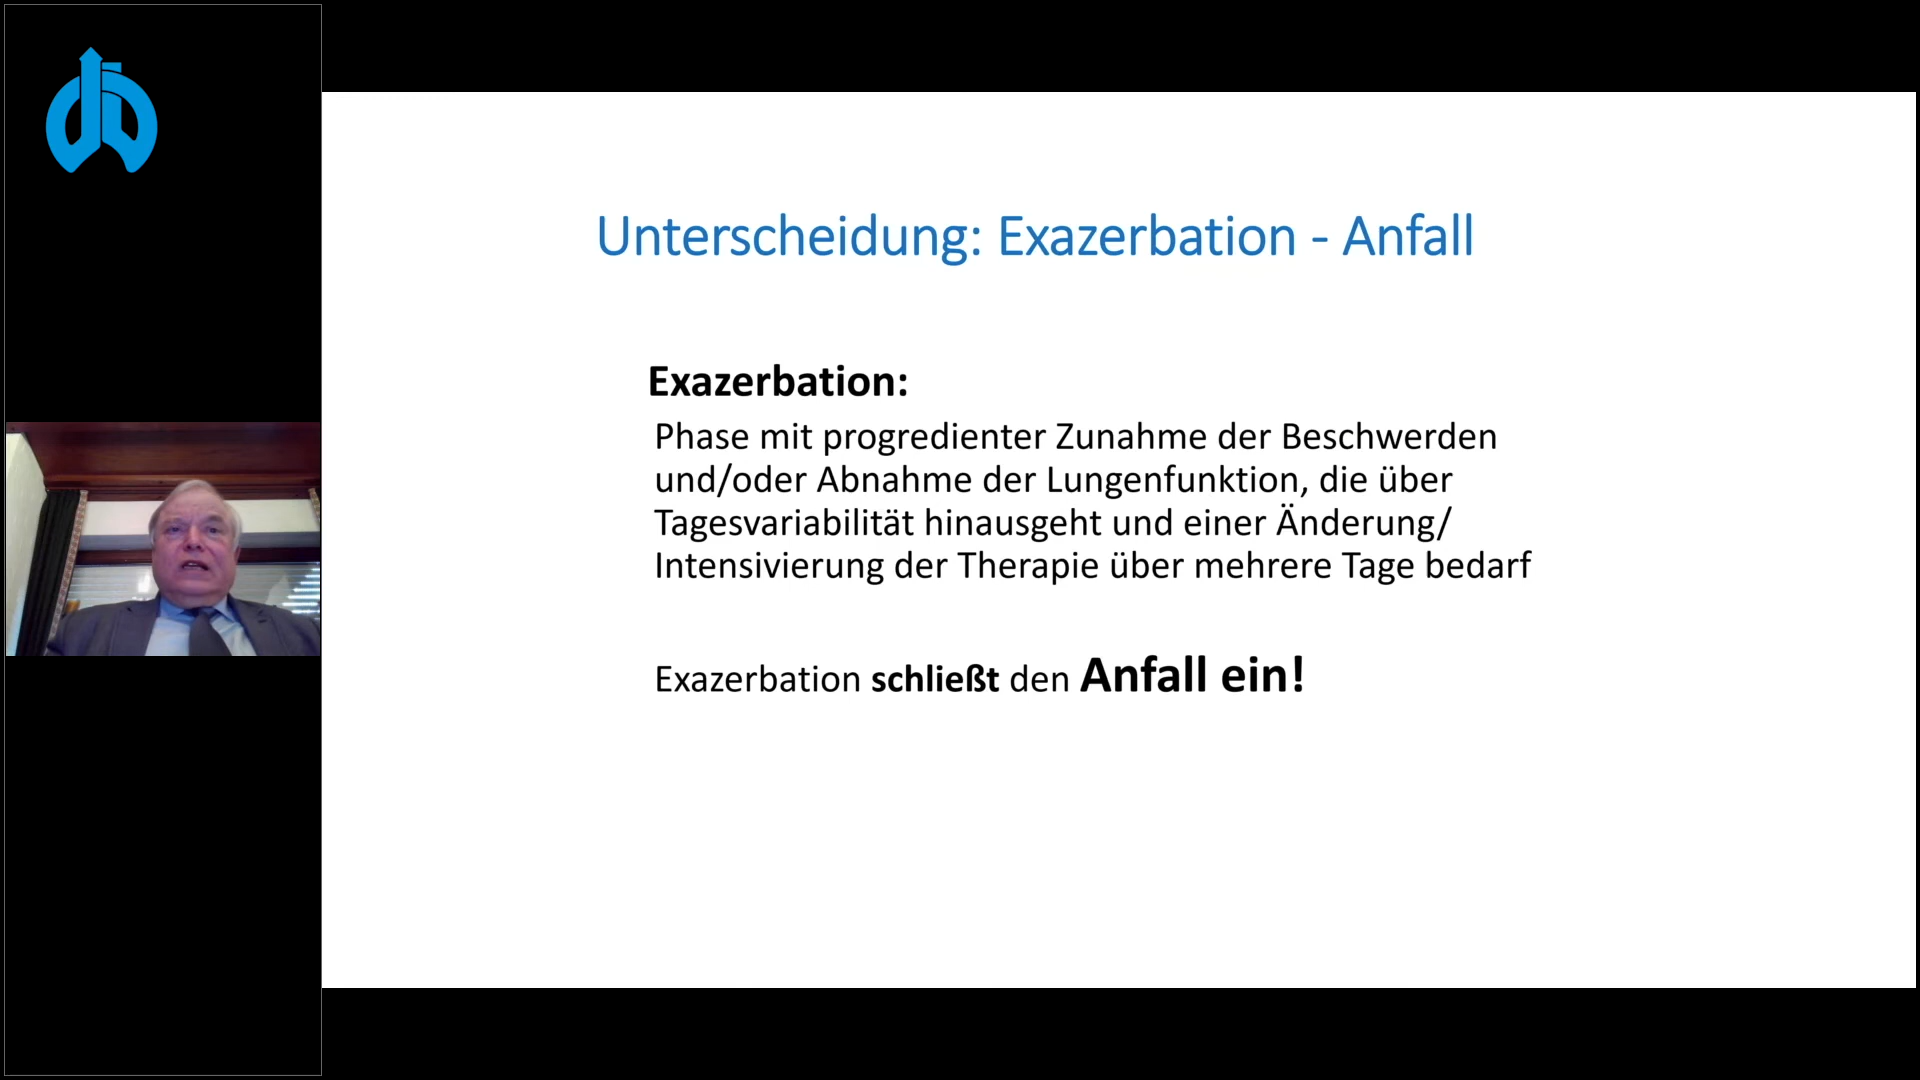 Unterscheidung: Exazerbation - Anfall
Exazerbation:
Phase mit progredienter Zunahme der Beschwerden
und/oder Abnahme der Lungenfunktion, die über
Tagesvariabilität hinausgeht und einer Änderung/
Intensivierung der Therapie über mehrere Tage bedarf
Exazerbation schließt den Anfall ein!